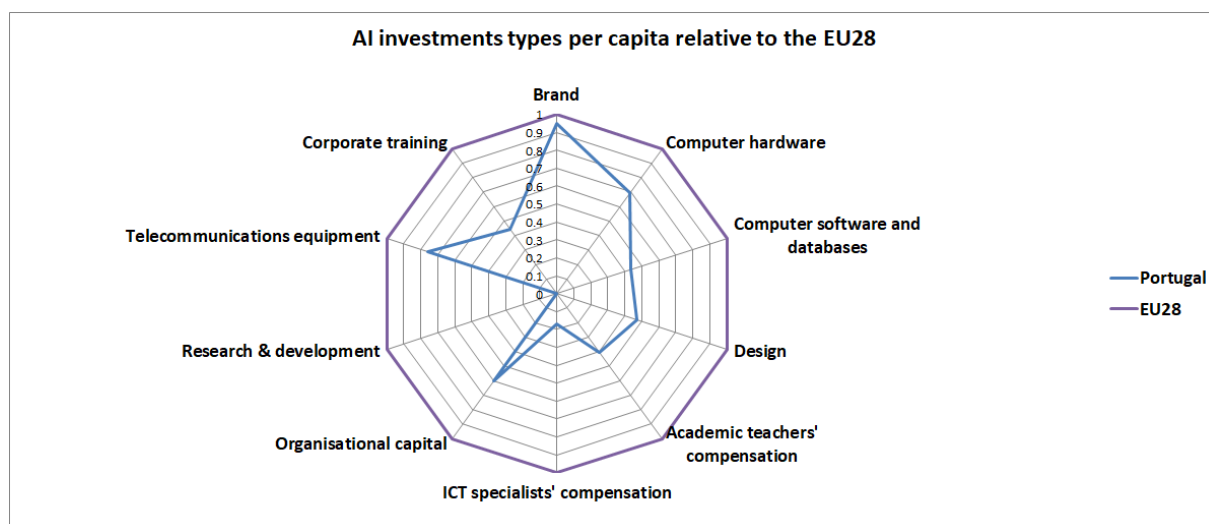 AI investments types per capita relative to the EU28
Brand
Corporate training
Computer hardware
Telecommunications equipment
Computer software and
databases
Research & development
Design
Organisational capital
Academic teachers'
compensation
ICT specialists' compensation
1
0.9
0.8
0.7
0.6
0.5
0.4
0.3
0.2
0.1
0
Portugal
EU28